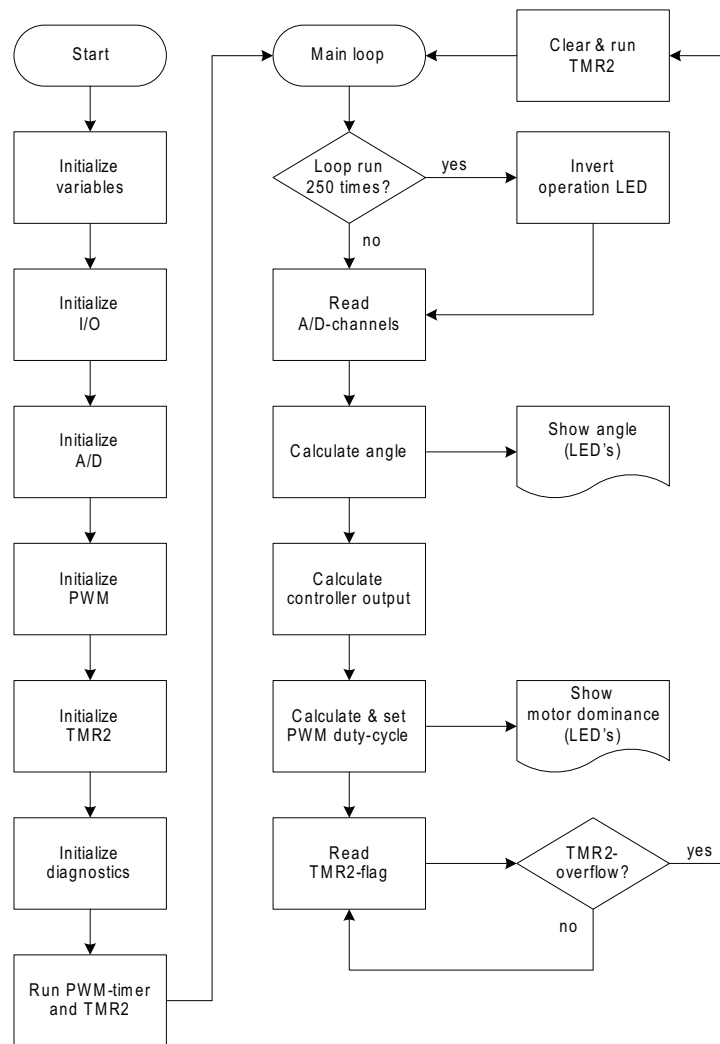 Start
Initialize
variables
Initialize
I/O
Initialize
A/D
Initialize
PWM
Initialize
TMR2
Initialize
diagnostics
Run PWM-timer
and TMR2
Main loop
Clear & run
TMR2
Loop run
250 times?
yes
no
Invert
operation LED
Read
A/D-channels
Calculate angle
Show angle
(LED's)
Calculate
controller output
Calculate & set
PWM duty-cycle
Show
motor dominance
(LED's)
Read
TMR2-flag
TMR2-
overflow?
yes
no